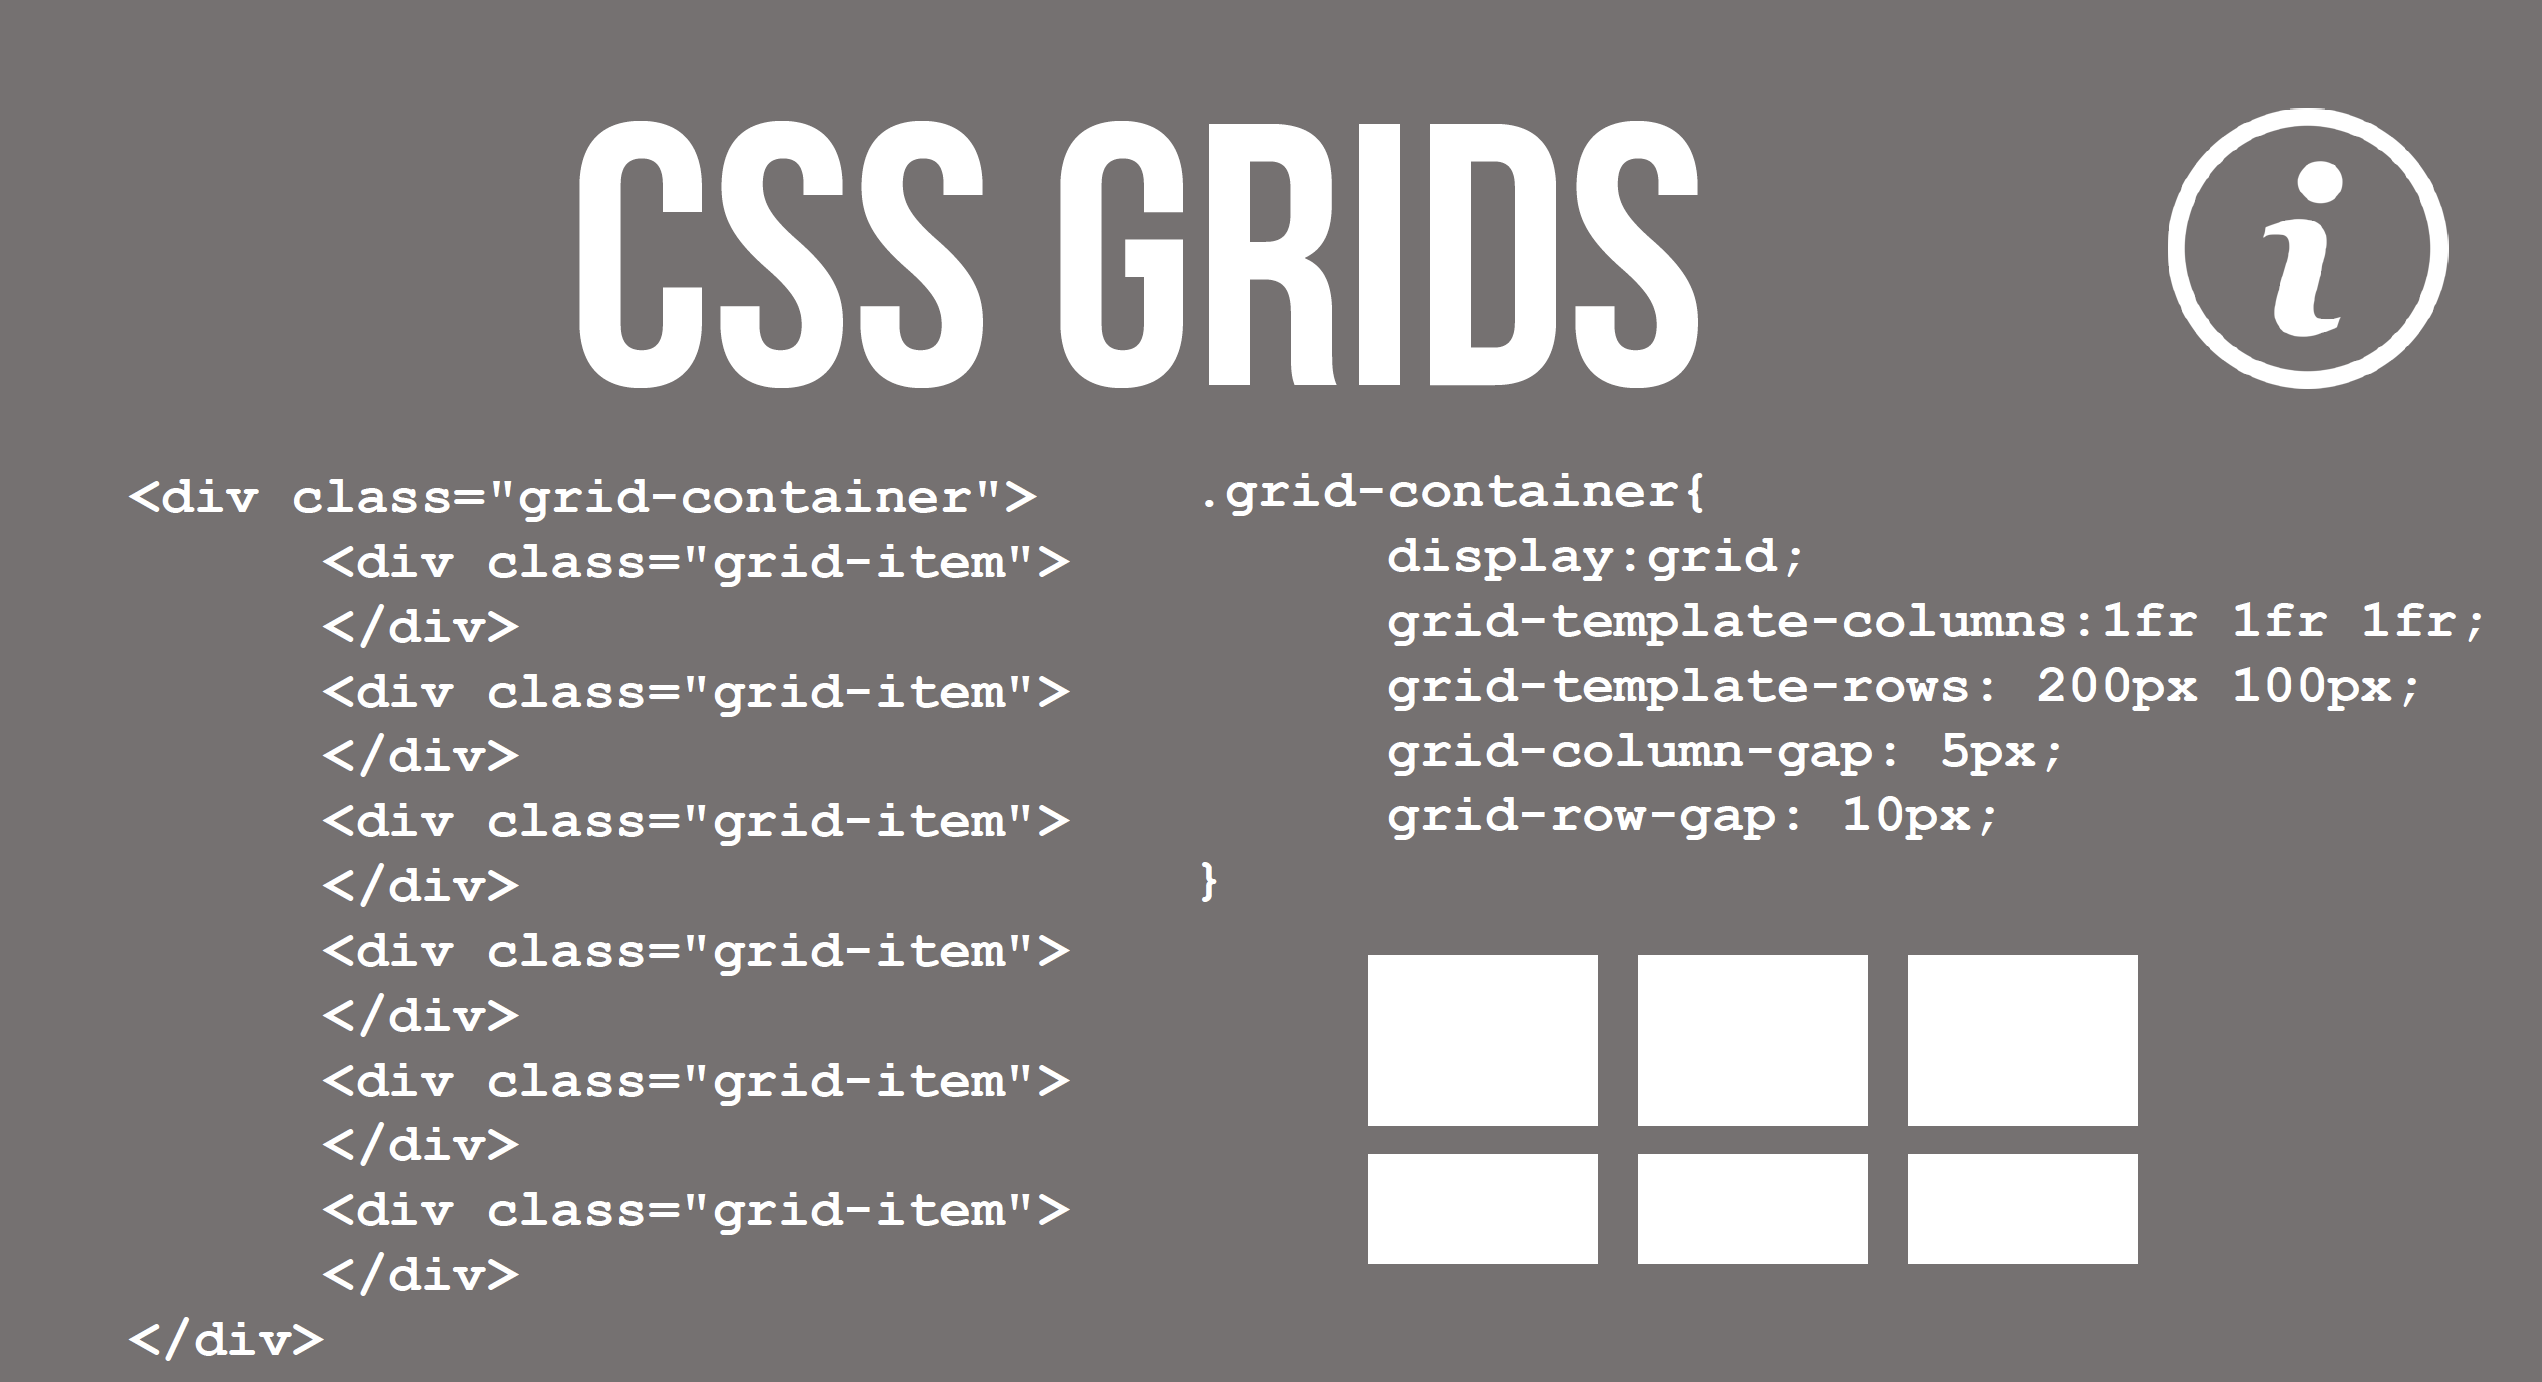 CSS GRIDS
i
<div class="grid-container">
<div class="grid-item">
</div>
<div class="grid-item">
</div>
<div class="grid-item">
</div>
<div class="grid-item">
</div>
<div class="grid-item">
</div>
<div class="grid-item">
</div>
</div>
.grid-container{
display:grid;
grid-template-columns:1fr 1fr 1fr;
grid-template-rows: 200px 100px;
grid-column-gap: 5px;
grid-row-gap: 10px;
}